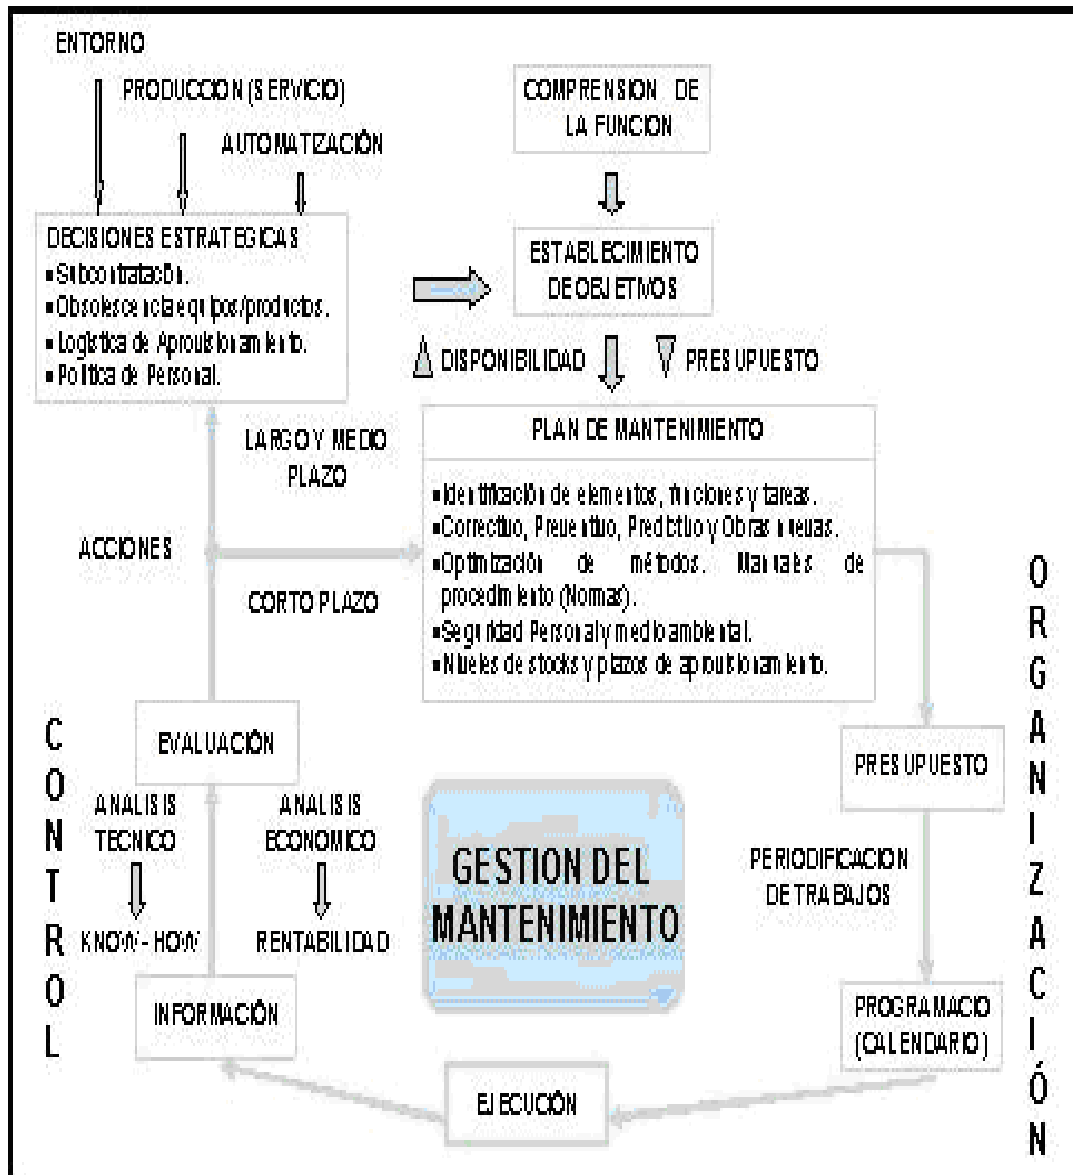 ENTORNO
PRODUCCION (SERVICIO)
AUTOMATIZACIÓN
DECISIONES ESTRATEGICAS
▪Subcontratación.
▪Obsolescencia equipos/productos.
▪Logística de Aprovisionamiento.
▪Política de Personal.
COMPRENSION DE
LA FUNCION
ESTABLECIMIENTO
DE OBJETIVOS
DISPONIBILIDAD
PRESUPUESTO
PLAN DE MANTENIMIENTO
▪Identificación de elementos, funciones y tareas.
▪Correctivo, Preventivo, Predictivo y Obras nuevas.
▪Optimización de métodos. Manuales de
procedimiento (Normas).
▪Seguridad Personal y medio ambiental.
▪Niveles de stocks y plazos de aprovisionamiento.
LARGO Y MEDIO
PLAZO
ACCIONES
CORTO PLAZO
ORGANIZACIÓN
CONTROL
EVALUACIÓN
ANALISIS
TECNICO
ANALISIS
ECONOMICO
KNOW-HOW
RENTABILIDAD
INFORMACIÓN
GESTION DEL
MANTENIMIENTO
PRESUPUESTO
PERIODIFICACION
DE TRABAJOS
PROGRAMACIO
(CALENDARIO)
EJECUCIÓN